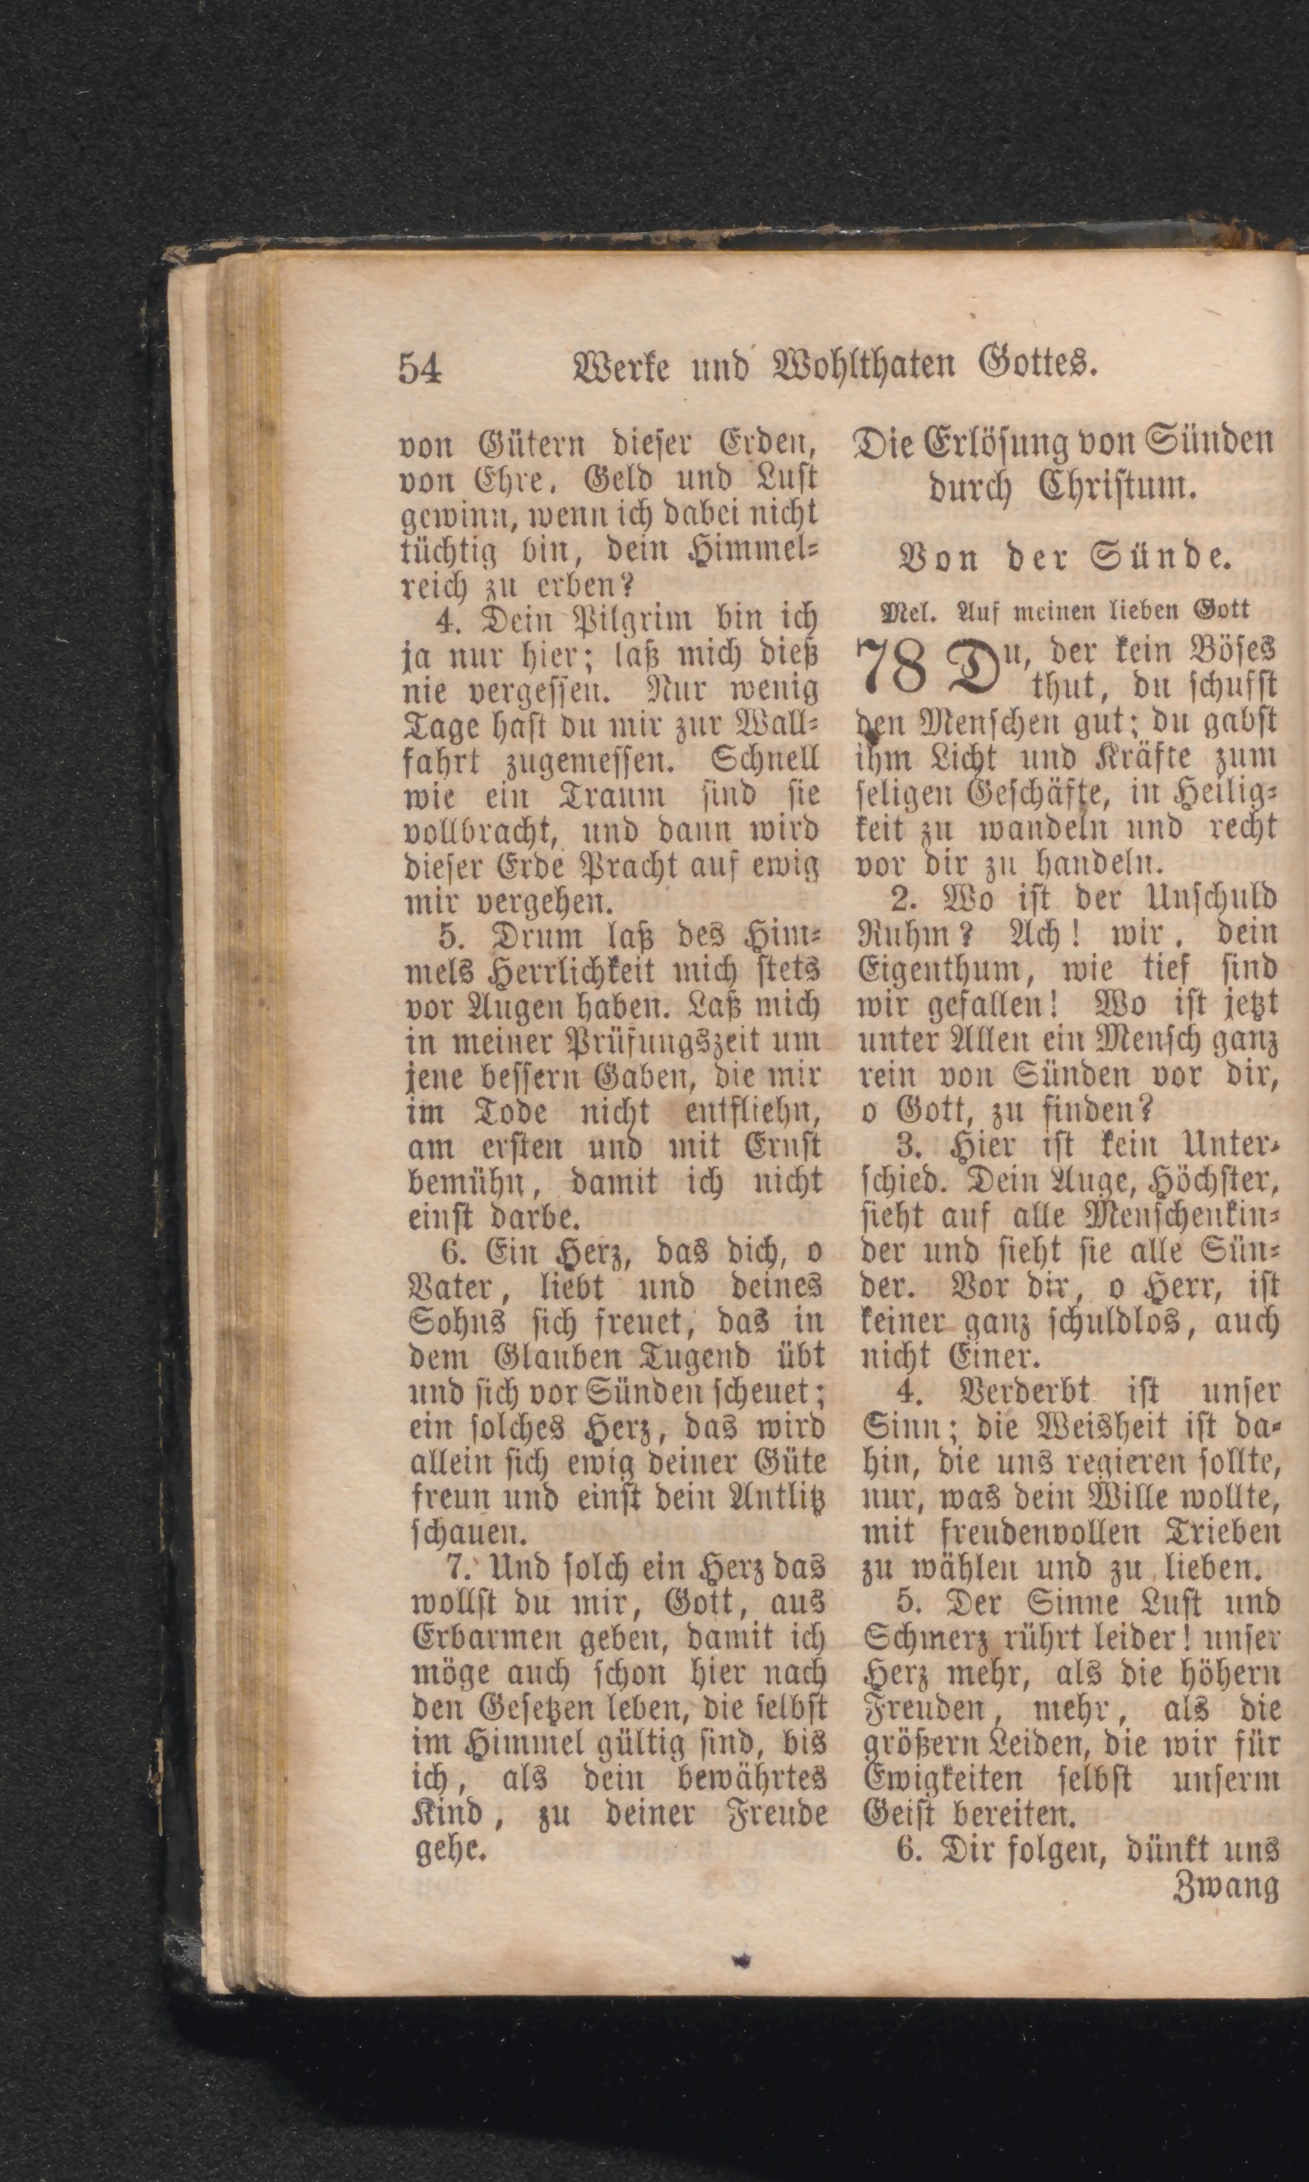 54 Werke und Wohlthaten Gottes.
von Gütern dieser Erden,
von Ehre, Geld und Lust
gewinn, wenn ich dabei nicht
tüchtig bin, dein Himmel-
reich zu erben?
4. Dein Pilgrim bin ich
ja nur hier; laß mich dieß
nie vergessen. Nur wenig
Tage hast du mir zur Wall-
fahrt zugemessen. Schnell
wie ein Traum sind sie
vollbracht, und dann wird
dieser Erde Pracht auf ewig
mir vergehen.
5. Drum laß des Him-
mels Herrlichkeit mich stets
vor Augen haben. Laß mich
in meiner Prüfungszeit um
jene bessern Gaben, die mir
im Tode nicht entfliehn,
am ersten und mit Ernst
bemühn, damit ich nicht
einst darbe.
6. Ein Herz, das dich, o
Vater, liebt und deines
Sohns sich freuet, das in
dem Glauben Tugend übt
und sich vor Sünden scheuet;
ein solches Herz, das wird
allein sich ewig deiner Güte
freun und einst dein Antlitz
schauen.
7. Und solch ein Herz das
wollst du mir, Gott, aus
Erbarmen geben, damit ich
möge auch schon hier nach
den Gesetzen leben, die selbst
im Himmel gültig sind, bis
ich, als dein bewährtes
Kind, zu deiner Freude
gehe.
Die Erlösung von Sünden
durch Christum.
Von der Sünde.
Mel. Auf meinen lieben Gott
78 Du, der kein Böses
thut, du schufst
den Menschen gut; du gabst
ihm Licht und Kräfte zum
seligen Geschäfte, in Heilig-
keit zu wandeln und recht
vor dir zu handeln.
2. Wo ist der Unschuld
Ruhm? Ach! wir, dein
Eigenthum, wie tief sind
wir gefallen! Wo ist jetzt
unter Allen ein Mensch ganz
rein von Sünden vor dir,
o Gott, zu finden?
3. Hier ist kein Unter-
schied. Dein Auge, Höchster,
sieht auf alle Menschenkin-
der und sieht sie alle Sün-
der. Vor dir, o Herr, ist
keiner ganz schuldlos, auch
nicht Einer.
4. Verderbt ist unser
Sinn; die Weisheit ist da-
hin, die uns regieren sollte,
nur, was dein Wille wollte,
mit freudenvollen Trieben
zu wählen und zu lieben.
5. Der Sinne Lust und
Schmerz rührt leider! unser
Herz mehr, als die höhern
Freuden, mehr, als die
größern Leiden, die wir für
Ewigkeiten selbst unserm
Geist bereiten.
6. Dir folgen, dünkt uns
Zwang